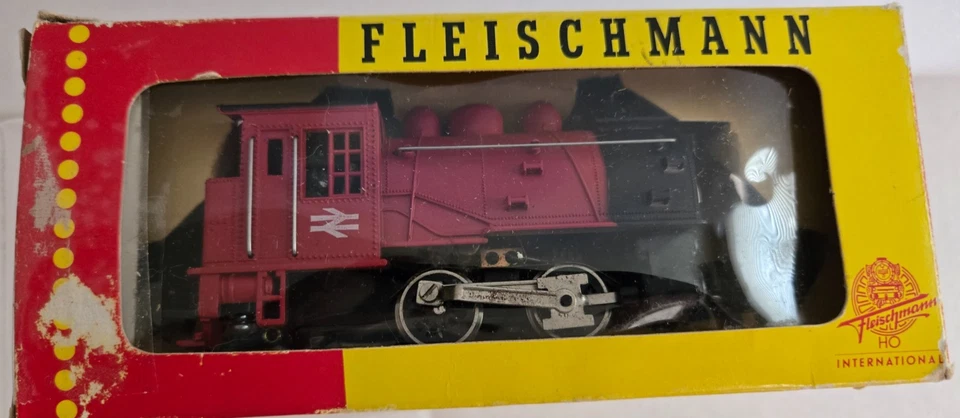 FLEISCHMANN
Fleischmann
HO
INTERNATIONAL